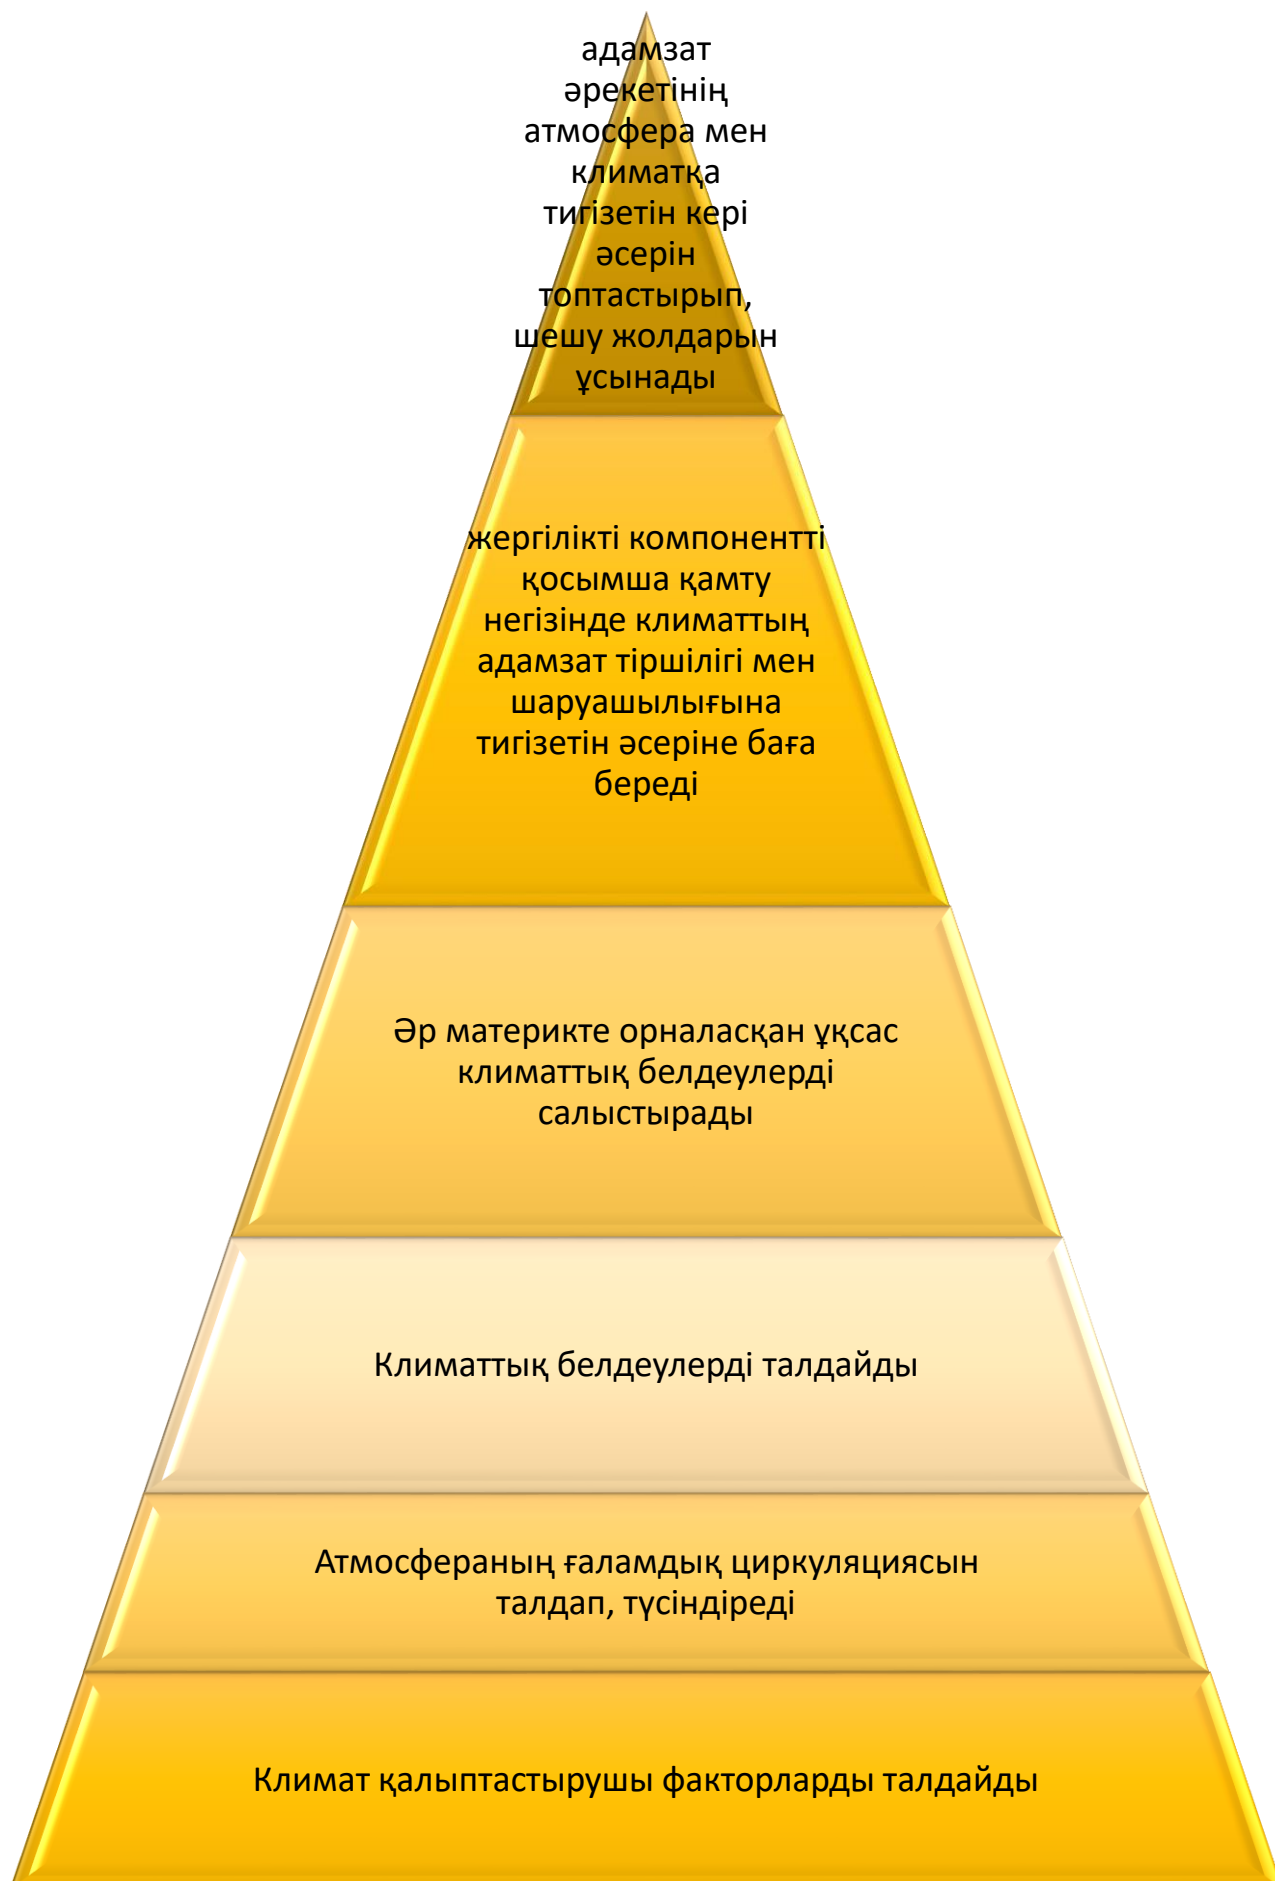 адамзат
әрекетінің
атмосфера мен
климатқа
тигізетін кері
әсерін
топтастырып,
шешу жолдарын
ұсынады
жергілікті компонентті
қосымша қамту
негізінде климаттың
адамзат тіршілігі мен
шаруашылығына
тигізетін әсеріне баға
береді
Әр материкте орналасқан ұқсас
климаттық белдеулерді
салыстырады
Климаттық белдеулерді талдайды
Атмосфераның ғаламдық циркуляциясын
талдап, түсіндіреді
Климат қалыптастырушы факторларды талдайды